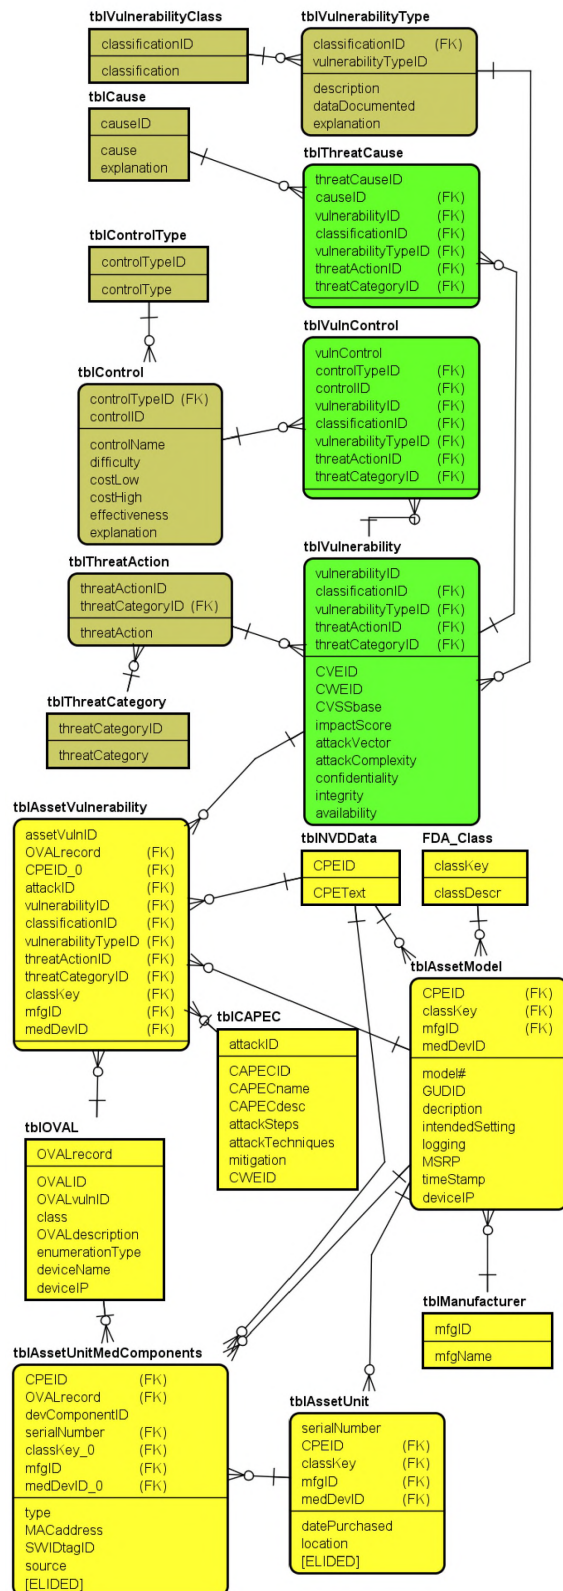 tblVulnerabilityClass
classificationID
classification
tblVulnerabilityType
classificationID (FK)
vulnerabilityTypeID
description
dataDocumented
explanation
tblCause
causeID
cause
explanation
tblThreatCause
threatCauseID
causeID (FK)
vulnerabilityID (FK)
classificationID (FK)
vulnerabilityTypeID (FK)
threatActionID (FK)
threatCategoryID (FK)
tblControlType
controlTypeID
controlType
tblVulnControl
vulnControl
controlTypeID (FK)
controlID (FK)
vulnerabilityID (FK)
classificationID (FK)
vulnerabilityTypeID (FK)
threatActionID (FK)
threatCategoryID (FK)
tblControl
controlTypeID (FK)
controlID
controlName
difficulty
costLow
costHigh
effectiveness
explanation
tblVulnerability
vulnerabilityID
classificationID (FK)
vulnerabilityTypeID (FK)
threatActionID (FK)
threatCategoryID (FK)
CVEID
CWEID
CVSSbase
impactScore
attackVector
attackComplexity
confidentiality
integrity
availability
tblThreatAction
threatActionID
threatCategoryID (FK)
threatAction
tblThreatCategory
threatCategoryID
threatCategory
tblAssetVulnerability
assetVulnID
OVALrecord (FK)
CPEID_0 (FK)
attackID (FK)
vulnerabilityID (FK)
classificationID (FK)
vulnerabilityTypeID (FK)
threatActionID (FK)
threatCategoryID (FK)
classKey (FK)
mfgID (FK)
medDevID (FK)
tblNVDData
CPEID
CPEText
FDA_Class
classKey
classDescr
tblAssetModel
CPEID (FK)
classKey (FK)
mfgID (FK)
medDevID
model#
GUDID
decription
intendedSetting
logging
MSRP
timeStamp
deviceIP
tblCAPEC
attackID
CAPECID
CAPECname
CAPECdesc
attackSteps
attackTechniques
mitigation
CWEID
tblOVAL
OVALrecord
OVALID
OVALvulnID
class
OVALdescription
enumerationType
deviceName
deviceIP
tblManufacturer
mfgID
mfgName
tblAssetUnitMedComponents
CPEID (FK)
OVALrecord (FK)
devComponentID
serialNumber (FK)
classKey_0 (FK)
mfgID (FK)
medDevID_0 (FK)
type
MACaddress
SWIDtagID
source
[ELIDED]
tblAssetUnit
serialNumber
CPEID (FK)
classKey (FK)
mfgID (FK)
medDevID (FK)
datePurchased
location
[ELIDED]